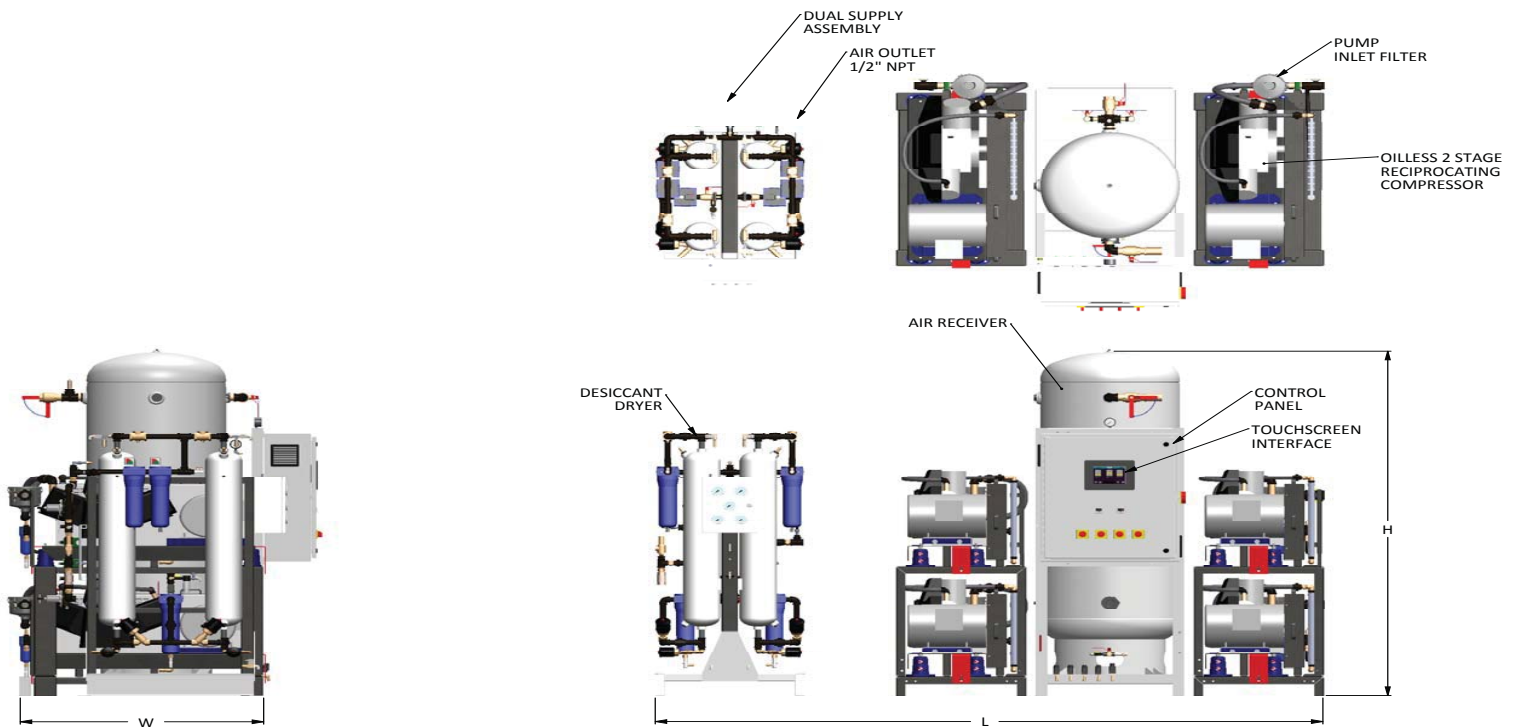 DUAL SUPPLY
ASSEMBLY
AIR OUTLET
1/2" NPT
PUMP
INLET FILTER
OILLESS 2 STAGE
RECIPROCATING
COMPRESSOR
AIR RECEIVER
DESICCANT
DRYER
CONTROL
PANEL
TOUCHSCREEN
INTERFACE
H
W
L